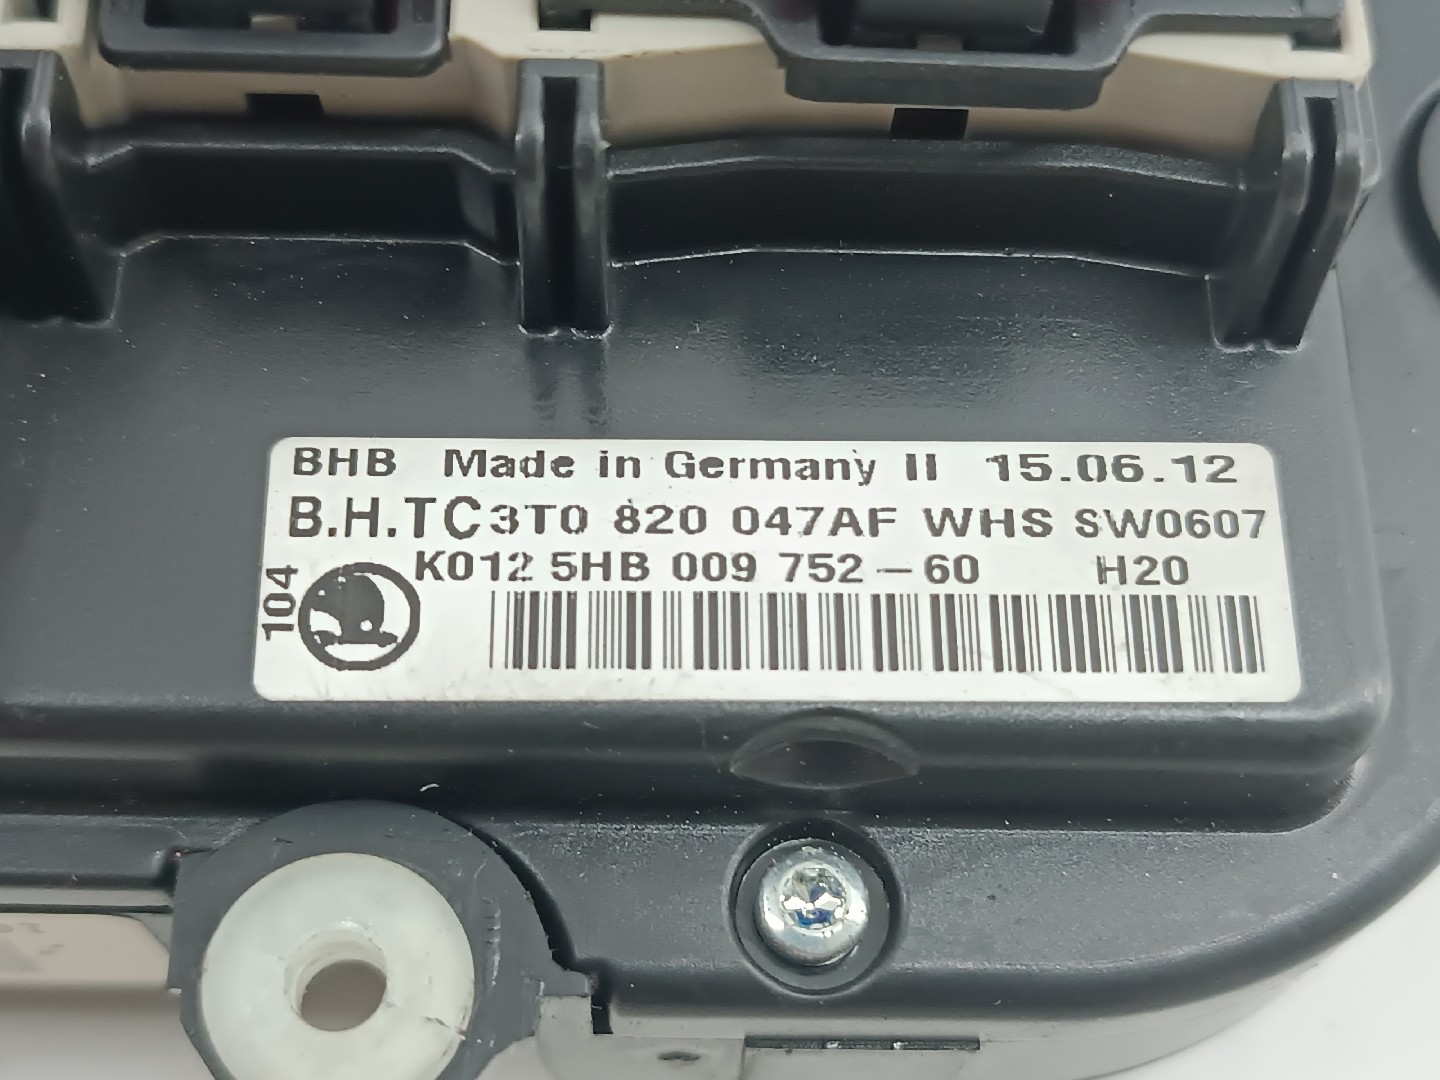 BHB Made in Germany II 15.06.12
B.H.TC 3T0 820 047AF WHS SW0607
K012 5HB 009 752-60 H20
104